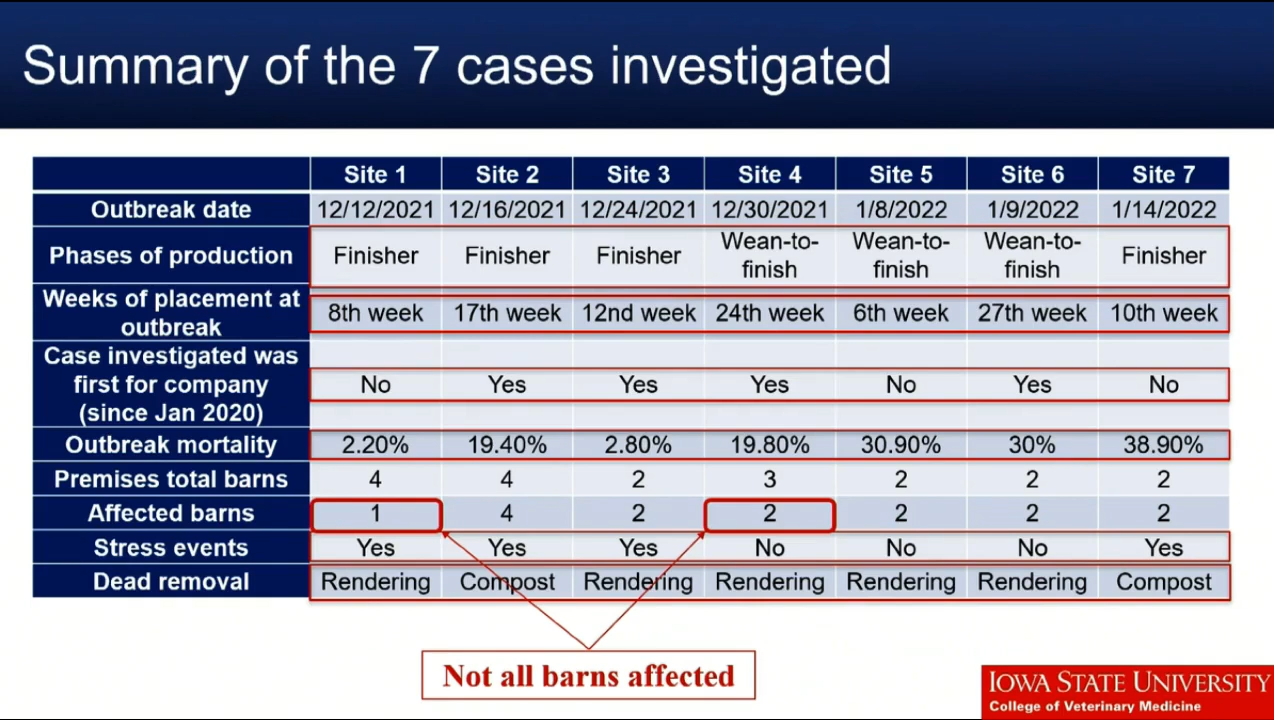 Summary of the 7 cases investigated
Site 1 Site 2 Site 3 Site 4 Site 5 Site 6 Site 7
Outbreak date 12/12/2021 12/16/2021 12/24/2021 12/30/2021 1/8/2022 1/9/2022 1/14/2022
Phases of production Finisher Finisher Finisher Wean-to-finish Wean-to-finish Wean-to-finish Finisher
Weeks of placement at outbreak 8th week 17th week 12nd week 24th week 6th week 27th week 10th week
Case investigated was first for company (since Jan 2020) No Yes Yes Yes No Yes No
Outbreak mortality 2.20% 19.40% 2.80% 19.80% 30.90% 30% 38.90%
Premises total barns 4 4 2 3 2 2 2
Affected barns 1 4 2 2 2 2 2
Stress events Yes Yes Yes No No No Yes
Dead removal Rendering Compost Rendering Rendering Rendering Rendering Compost
Not all barns affected
IOWA STATE UNIVERSITY
College of Veterinary Medicine